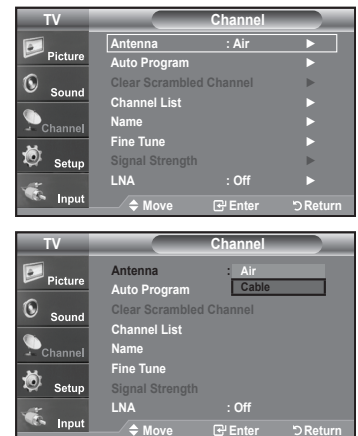 TV Channel
Picture
Sound
Channel
Setup
Input
Antenna : Air ►
Auto Program ►
Clear Scrambled Channel ►
Channel List ►
Name ►
Fine Tune ►
Signal Strength ►
LNA : Off ►
Move Enter Return
TV Channel
Picture
Sound
Channel
Setup
Input
Antenna : Air
Cable
Auto Program
Clear Scrambled Channel
Channel List
Name
Fine Tune
Signal Strength
LNA : Off
Move Enter Return